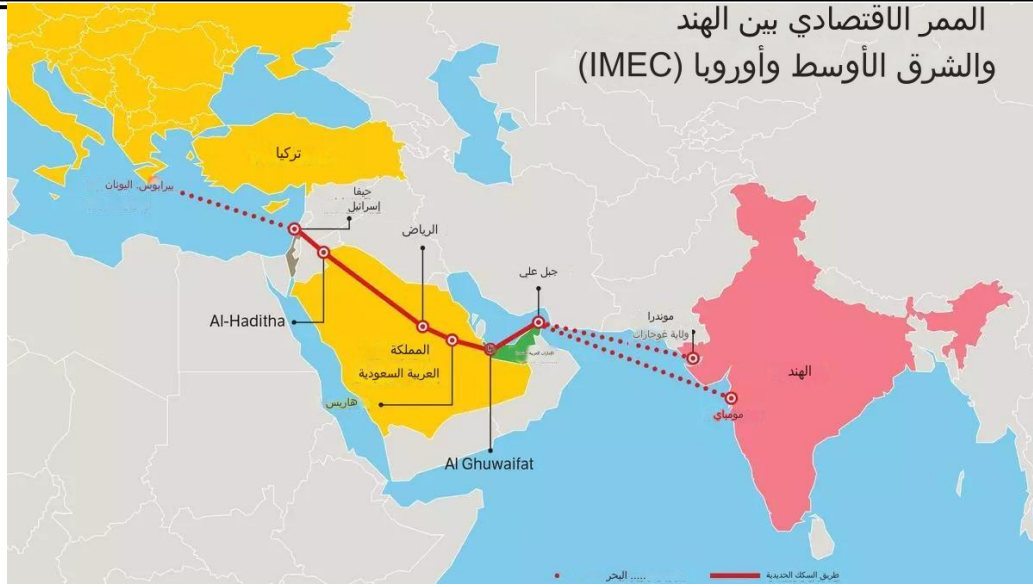 الممر الاقتصادي بين الهند
والشرق الأوسط وأوروبا (IMEC)
تركيا
بيرايوس. اليونان
حيفا
إسرائيل
الرياض
جبل علي
Al-Haditha
موندرا
ولاية غوجارات
المملكة
العربية السعودية
الهند
هاريس
مومباي
Al Ghuwaifat
..... البحر
طريق السكك الحديدية